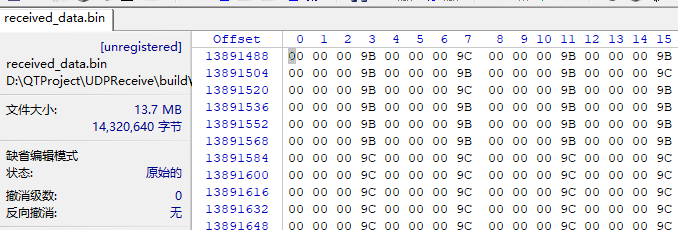 received_data.bin
[unregistered]
received_data.bin
D:\QTProject\UDPReceive\build\
文件大小: 13.7 MB
14,320,640 字节
缺省编辑模式
状态: 原始的
撤消级数: 0
反向撤消: 无
Offset 0 1 2 3 4 5 6 7 8 9 10 11 12 13 14 15
13891488 00 00 00 9B 00 00 00 9C 00 00 00 9B 00 00 00 9B
13891504 00 00 00 9B 00 00 00 9B 00 00 00 9B 00 00 00 9C
13891520 00 00 00 9B 00 00 00 9C 00 00 00 9B 00 00 00 9B
13891536 00 00 00 9B 00 00 00 9B 00 00 00 9B 00 00 00 9B
13891552 00 00 00 9B 00 00 00 9B 00 00 00 9B 00 00 00 9B
13891568 00 00 00 9B 00 00 00 9B 00 00 00 9B 00 00 00 9B
13891584 00 00 00 9C 00 00 00 9C 00 00 00 9C 00 00 00 9C
13891600 00 00 00 9C 00 00 00 9C 00 00 00 9C 00 00 00 9C
13891616 00 00 00 9C 00 00 00 9C 00 00 00 9C 00 00 00 9C
13891632 00 00 00 9C 00 00 00 9C 00 00 00 9C 00 00 00 9C
13891648 00 00 00 9C 00 00 00 9C 00 00 00 9C 00 00 00 9C